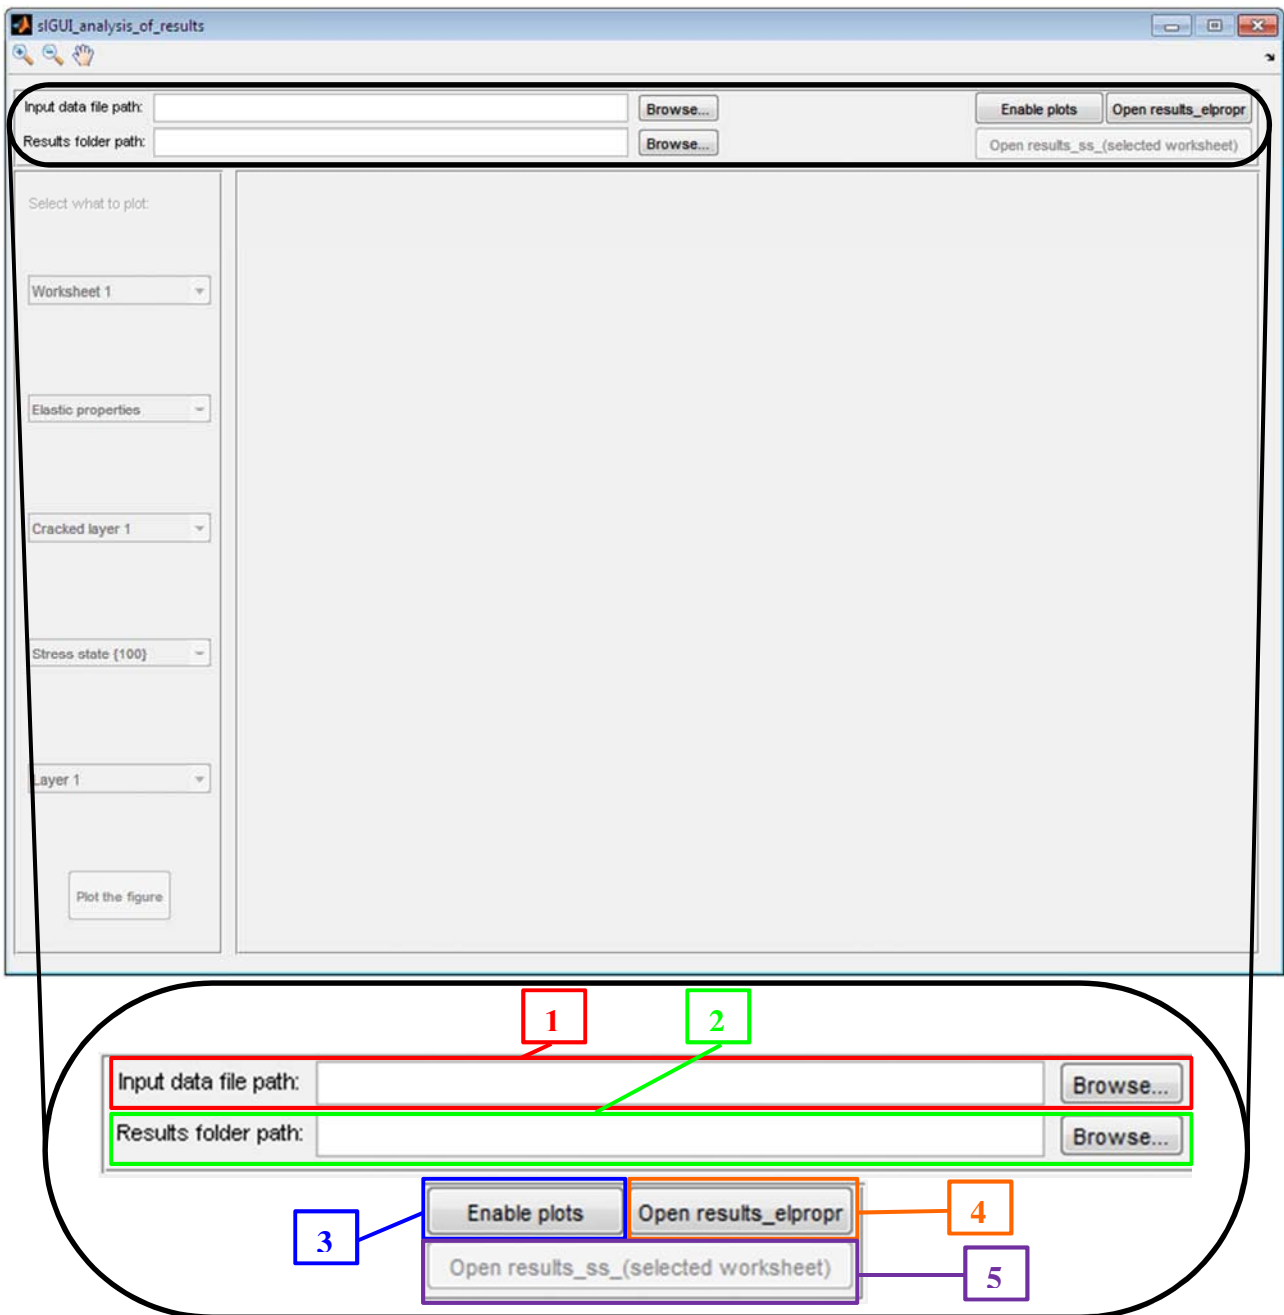 slGUI_analysis_of_results
Input data file path:
Browse...
Enable plots
Open results_elpropr
Results folder path:
Browse...
Open results_ss_(selected worksheet)
Select what to plot:
Worksheet 1
Elastic properties
Cracked layer 1
Stress state {100}
Layer 1
Plot the figure
1
2
Input data file path:
Browse...
Results folder path:
Browse...
3
Enable plots
Open results_elpropr
4
Open results_ss_(selected worksheet)
5